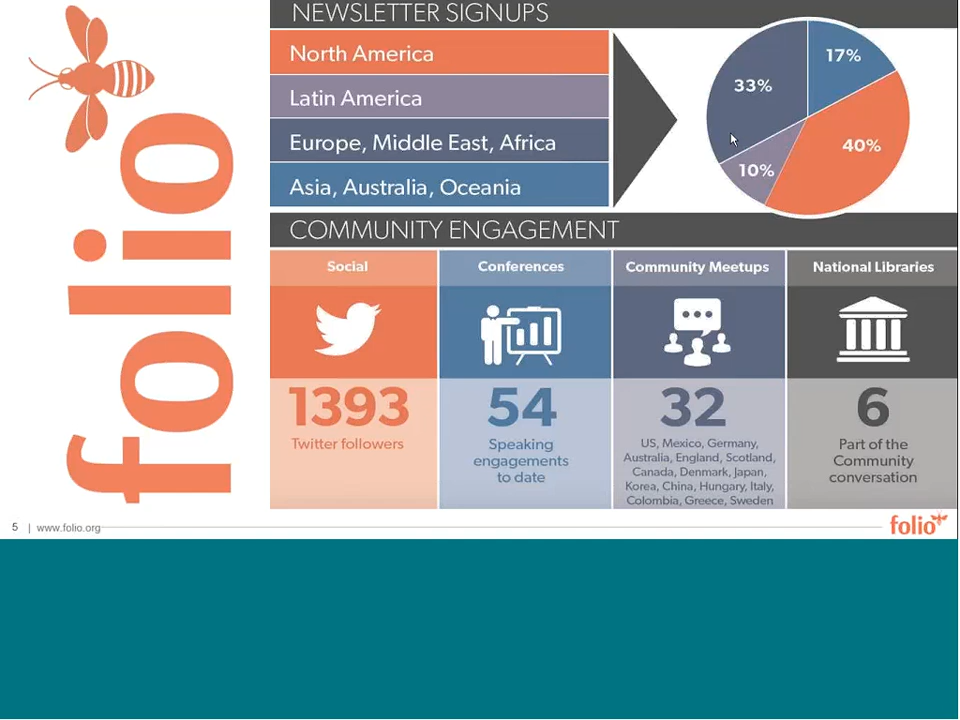 folio
NEWSLETTER SIGNUPS
North America
Latin America
Europe, Middle East, Africa
Asia, Australia, Oceania
17%
33%
40%
10%
COMMUNITY ENGAGEMENT
Social
Conferences
Community Meetups
National Libraries
1393
Twitter followers
54
Speaking
engagements
to date
32
US, Mexico, Germany,
Australia, England, Scotland,
Canada, Denmark, Japan,
Korea, China, Hungary, Italy,
Colombia, Greece, Sweden
6
Part of the
Community
conversation
5 | www.folio.org
folio